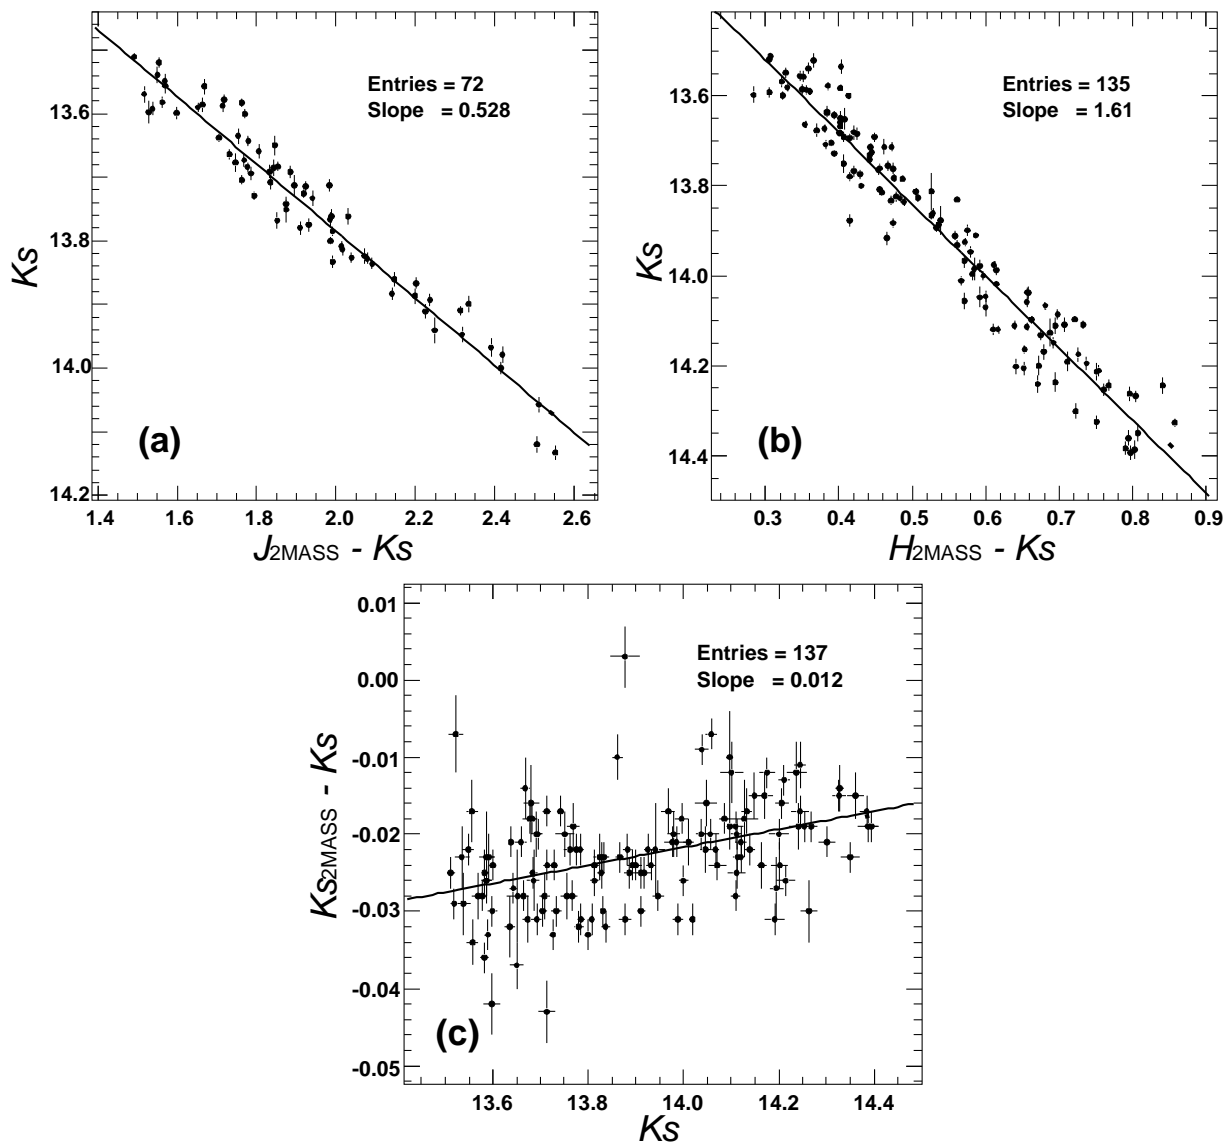 Entries = 72
Slope = 0.528
13.6
13.8
14.0
14.2
Ks
(a)
1.4 1.6 1.8 2.0 2.2 2.4 2.6
J2MASS - Ks
Entries = 135
Slope = 1.61
13.6
13.8
14.0
14.2
14.4
Ks
(b)
0.3 0.4 0.5 0.6 0.7 0.8 0.9
H2MASS - Ks
Entries = 137
Slope = 0.012
0.01
0.00
-0.01
-0.02
-0.03
-0.04
-0.05
Ks2MASS - Ks
(c)
13.6 13.8 14.0 14.2 14.4
Ks